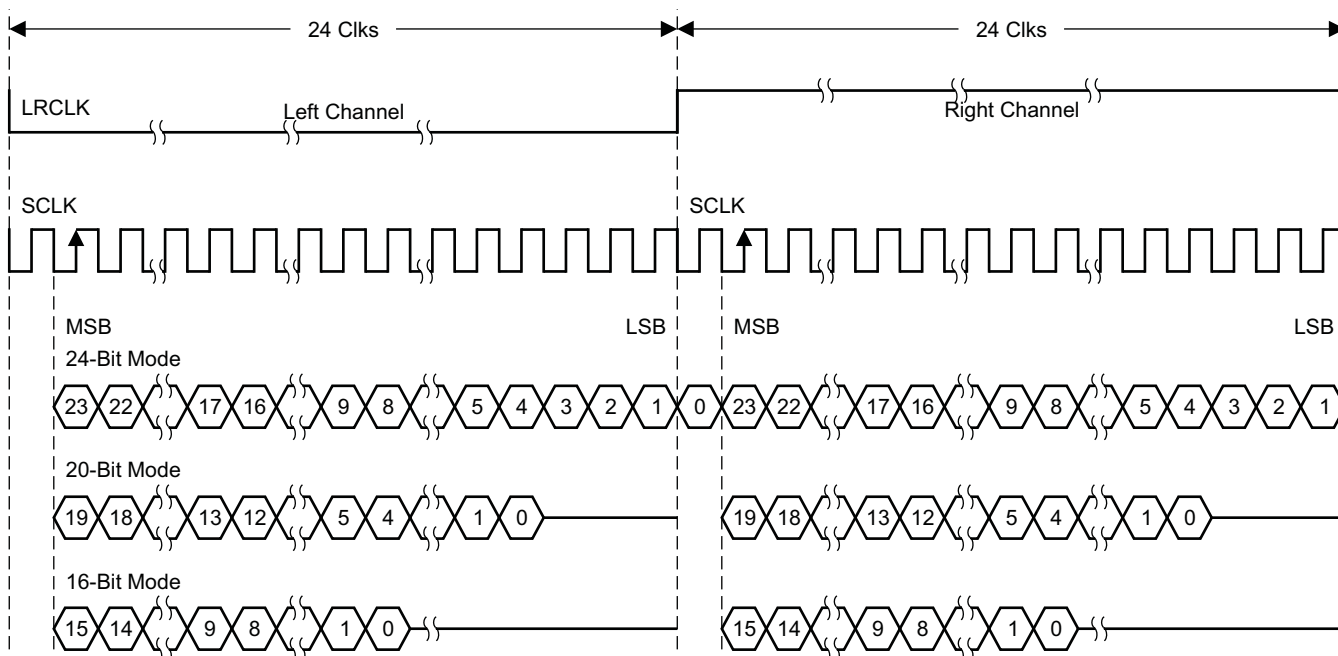 24 Clks 24 Clks
LRCLK Left Channel Right Channel
SCLK SCLK
MSB LSB MSB LSB
24-Bit Mode
23 22 17 16 9 8 5 4 3 2 1 0 23 22 17 16 9 8 5 4 3 2 1
20-Bit Mode
19 18 13 12 5 4 1 0 19 18 13 12 5 4 1 0
16-Bit Mode
15 14 9 8 1 0 15 14 9 8 1 0